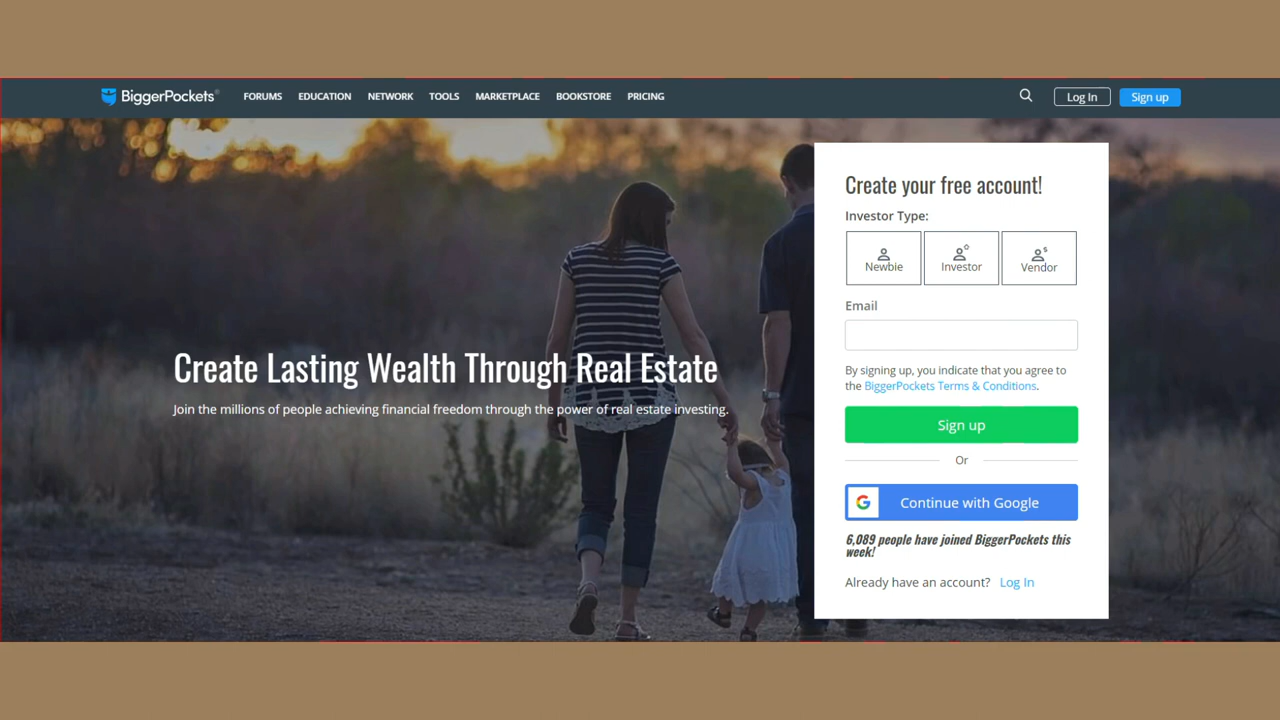 BiggerPockets® FORUMS EDUCATION NETWORK TOOLS MARKETPLACE BOOKSTORE PRICING Log In Sign up
Create Lasting Wealth Through Real Estate
Join the millions of people achieving financial freedom through the power of real estate investing.
Create your free account!
Investor Type:
Newbie Investor Vendor
Email
By signing up, you indicate that you agree to
the BiggerPockets Terms & Conditions.
Sign up
Or
Continue with Google
6,089 people have joined BiggerPockets this
week!
Already have an account? Log In